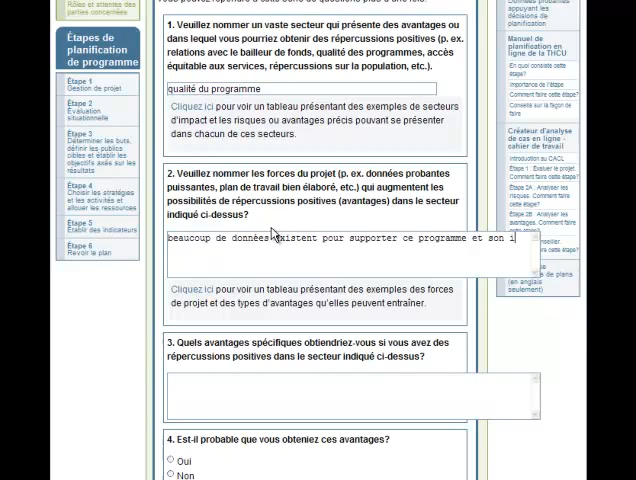 Rôles et attentes des
parties concernées
Étapes de
planification
de programme
Étape 1
Gestion de projet
Étape 2
Évaluation
situationnelle
Étape 3
Déterminer les buts,
définir les publics
cibles et établir les
objectifs axés sur les
résultats
Étape 4
Choisir les stratégies
et les activités et
allouer les ressources
Étape 5
Établir des indicateurs
Étape 6
Revoir le plan
1. Veuillez nommer un vaste secteur qui présente des avantages ou
dans lequel vous pourriez obtenir des répercussions positives (p. ex.
relations avec le bailleur de fonds, qualité des programmes, accès
équitable aux services, répercussions sur la population, etc.).
qualité du programme
Cliquez ici pour voir un tableau présentant des exemples de secteurs
d'impact et les risques ou avantages précis pouvant se présenter
dans chacun de ces secteurs.
2. Veuillez nommer les forces du projet (p. ex. données probantes
puissantes, plan de travail bien élaboré, etc.) qui augmentent les
possibilités de répercussions positives (avantages) dans le secteur
indiqué ci-dessus?
beaucoup de données existent pour supporter ce programme et son i
Cliquez ici pour voir un tableau présentant des exemples des forces
de projet et des types d'avantages qu'elles peuvent entraîner.
3. Quels avantages spécifiques obtiendriez-vous si vous avez des
répercussions positives dans le secteur indiqué ci-dessus?
4. Est-il probable que vous obteniez ces avantages?
Oui
Non
appuyant les
décisions de
planification
Manuel de
planification en
ligne de la THCU
En quoi consiste cette
étape?
Importance de l'étape
Comment faire cette étape?
Conseils sur la façon de
faire
Créateur d'analyse
de cas en ligne -
cahier de travail
Introduction au CACL
Étape 1 : Évaluer le projet.
Comment faire cette étape?
Étape 2A : Analyser les
risques. Comment faire
cette étape?
Étape 2B : Analyser les
avantages. Comment faire
de plans (en anglais
seulement)